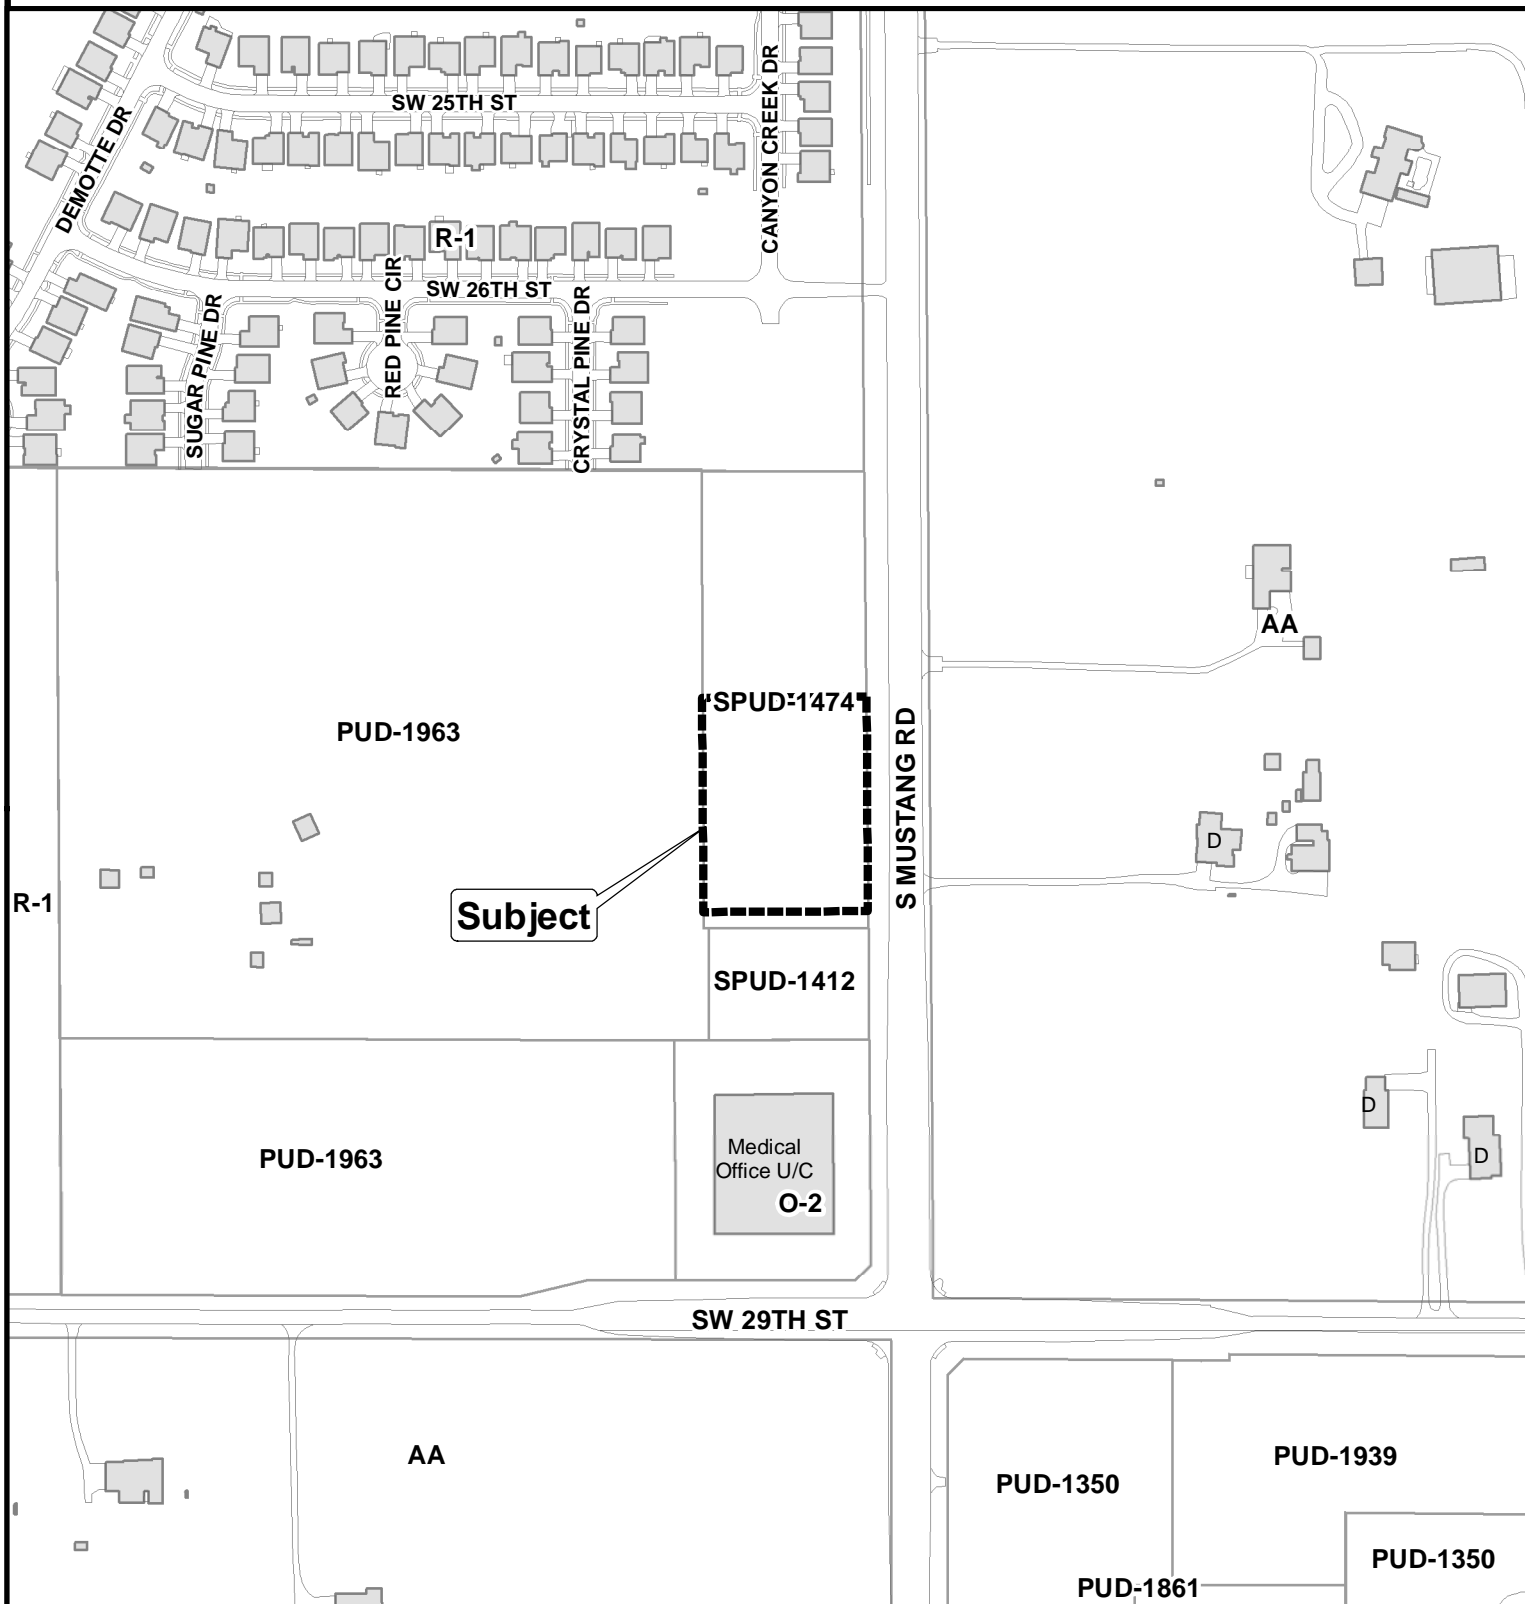 SW 25TH ST
CANYON CREEK DR
DEMOTTE DR
R-1
SW 26TH ST
RED PINE CIR
SUGAR PINE DR
CRYSTAL PINE DR
AA
SPUD-1474
PUD-1963
S MUSTANG RD
D
R-1
Subject
SPUD-1412
D
D
PUD-1963
Medical
Office U/C
O-2
SW 29TH ST
AA
PUD-1939
PUD-1350
PUD-1350
PUD-1861